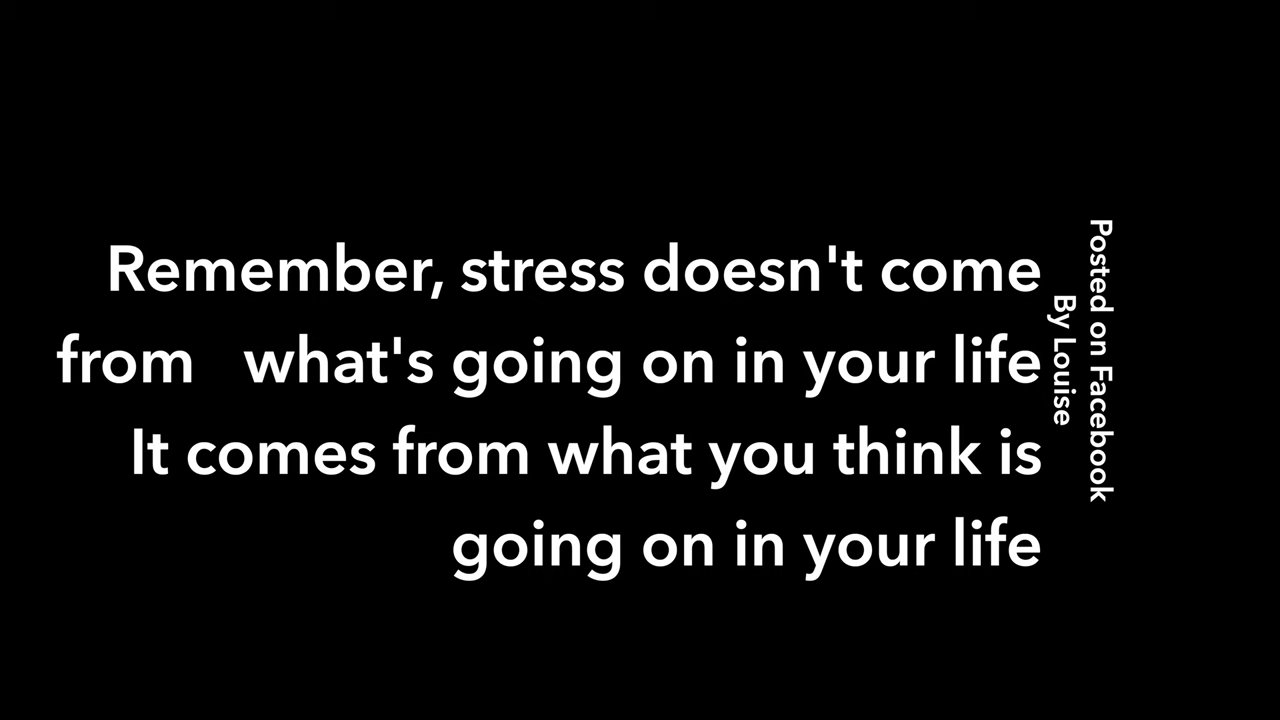 Remember, stress doesn't come
from what's going on in your life
It comes from what you think is
going on in your life
Posted on Facebook
By Louise